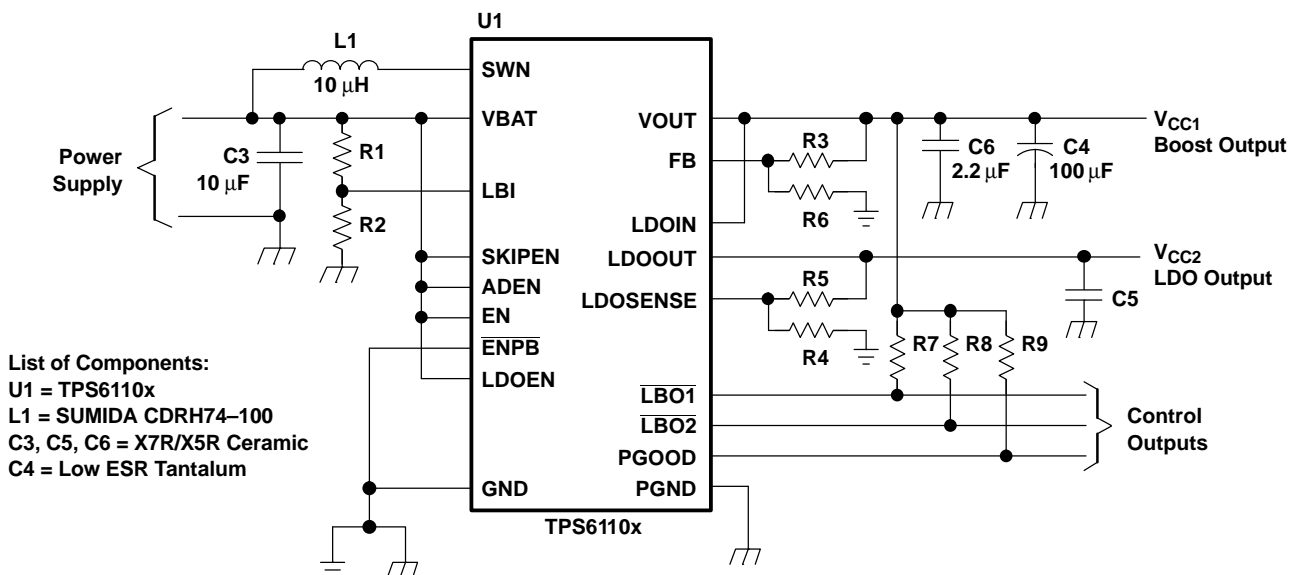 U1
L1
10 μH
SWN
VBAT
Power
Supply
C3
10 μF
R1
R2
LBI
SKIPEN
ADEN
EN
ENPB
LDOEN
GND
VOUT
FB
LDOIN
LDOOUT
LDOSENSE
LBO1
LBO2
PGOOD
PGND
TPS6110x
R3
R6
R5
R4
C6
2.2 μF
C4
100 μF
VCC1
Boost Output
VCC2
LDO Output
C5
R7
R8
R9
Control
Outputs
List of Components:
U1 = TPS6110x
L1 = SUMIDA CDRH74–100
C3, C5, C6 = X7R/X5R Ceramic
C4 = Low ESR Tantalum